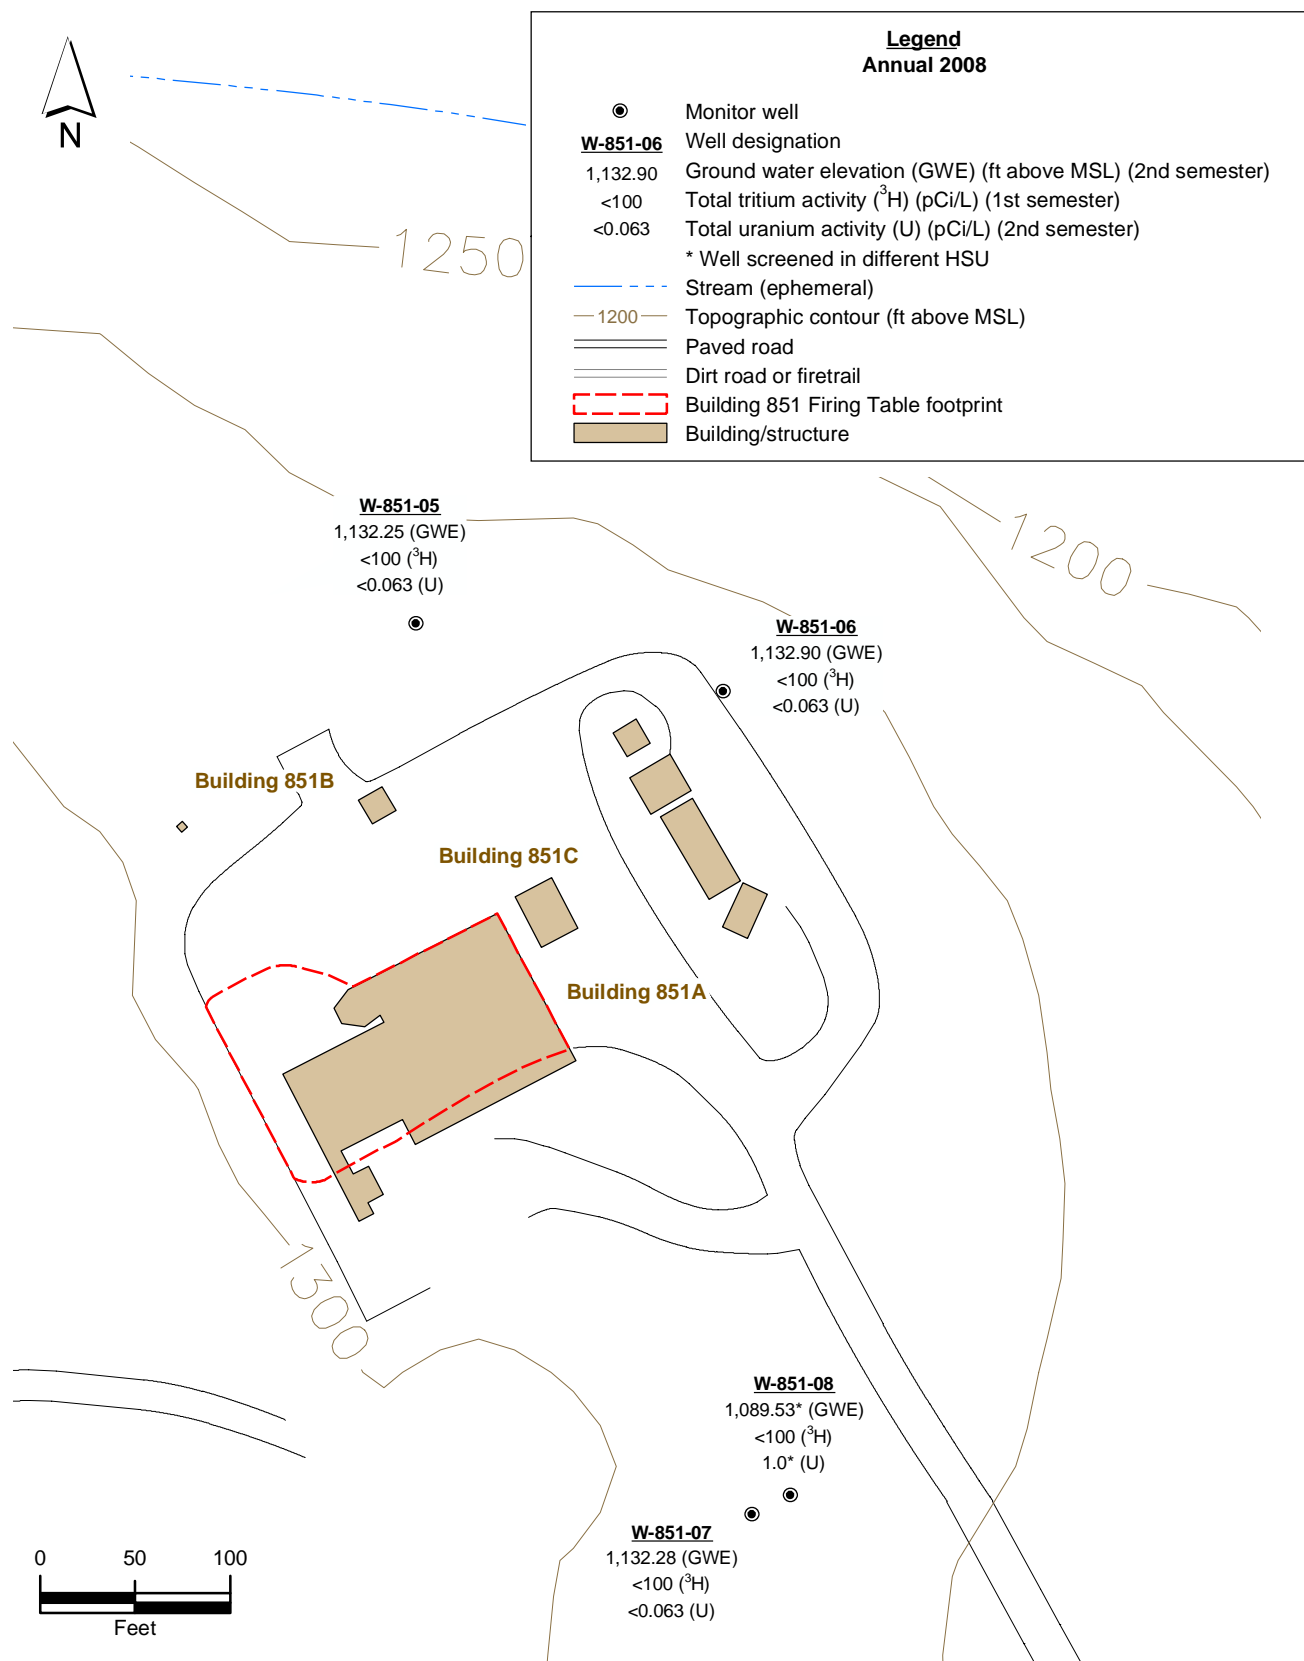 Legend
Annual 2008
N
Monitor well
W-851-06 Well designation
1,132.90 Ground water elevation (GWE) (ft above MSL) (2nd semester)
<100 Total tritium activity (³H) (pCi/L) (1st semester)
<0.063 Total uranium activity (U) (pCi/L) (2nd semester)
* Well screened in different HSU
Stream (ephemeral)
1200 Topographic contour (ft above MSL)
Paved road
Dirt road or firetrail
Building 851 Firing Table footprint
Building/structure
1250
W-851-05
1,132.25 (GWE)
<100 (³H)
<0.063 (U)
1200
W-851-06
1,132.90 (GWE)
<100 (³H)
<0.063 (U)
Building 851B
Building 851C
Building 851A
1300
W-851-08
1,089.53* (GWE)
<100 (³H)
1.0* (U)
W-851-07
1,132.28 (GWE)
<100 (³H)
<0.063 (U)
0 50 100
Feet